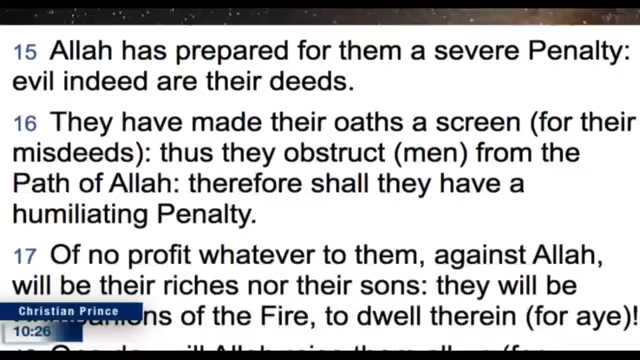 15 Allah has prepared for them a severe Penalty:
evil indeed are their deeds.
16 They have made their oaths a screen (for their
misdeeds): thus they obstruct (men) from the
Path of Allah: therefore shall they have a
humiliating Penalty.
17 Of no profit whatever to them, against Allah,
will be their riches nor their sons: they will be
of the Fire, to dwell therein (for aye)!
Christian Prince
10:26